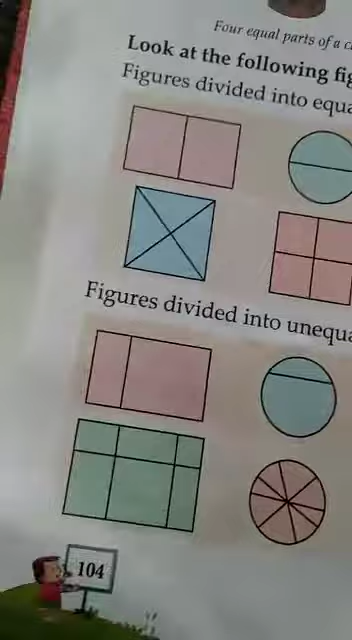 Four equal parts of a c
Look at the following fig
Figures divided into equa
Figures divided into unequa
104